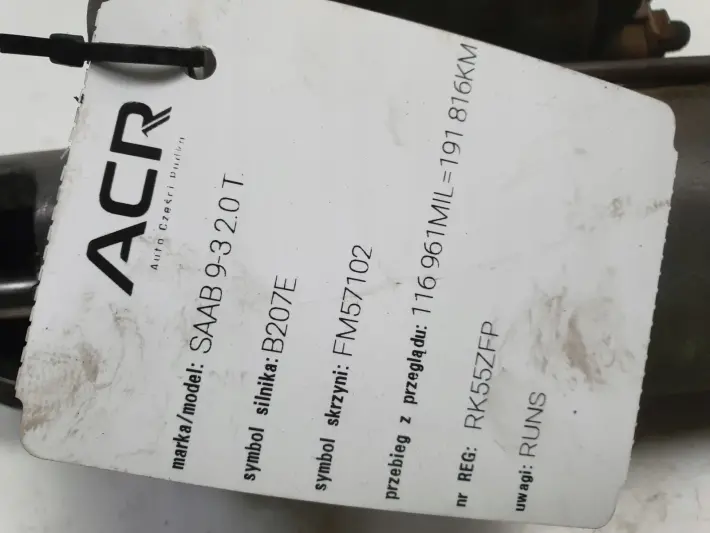 ACR
Auto Części Dudka
marka/model: SAAB 9-3 2.0 T
symbol silnika: B207E
symbol skrzyni: FM57102
przebieg z przeglądu: 116 961MIL=191 816KM
nr REG: RK55ZFP
uwagi: RUNS